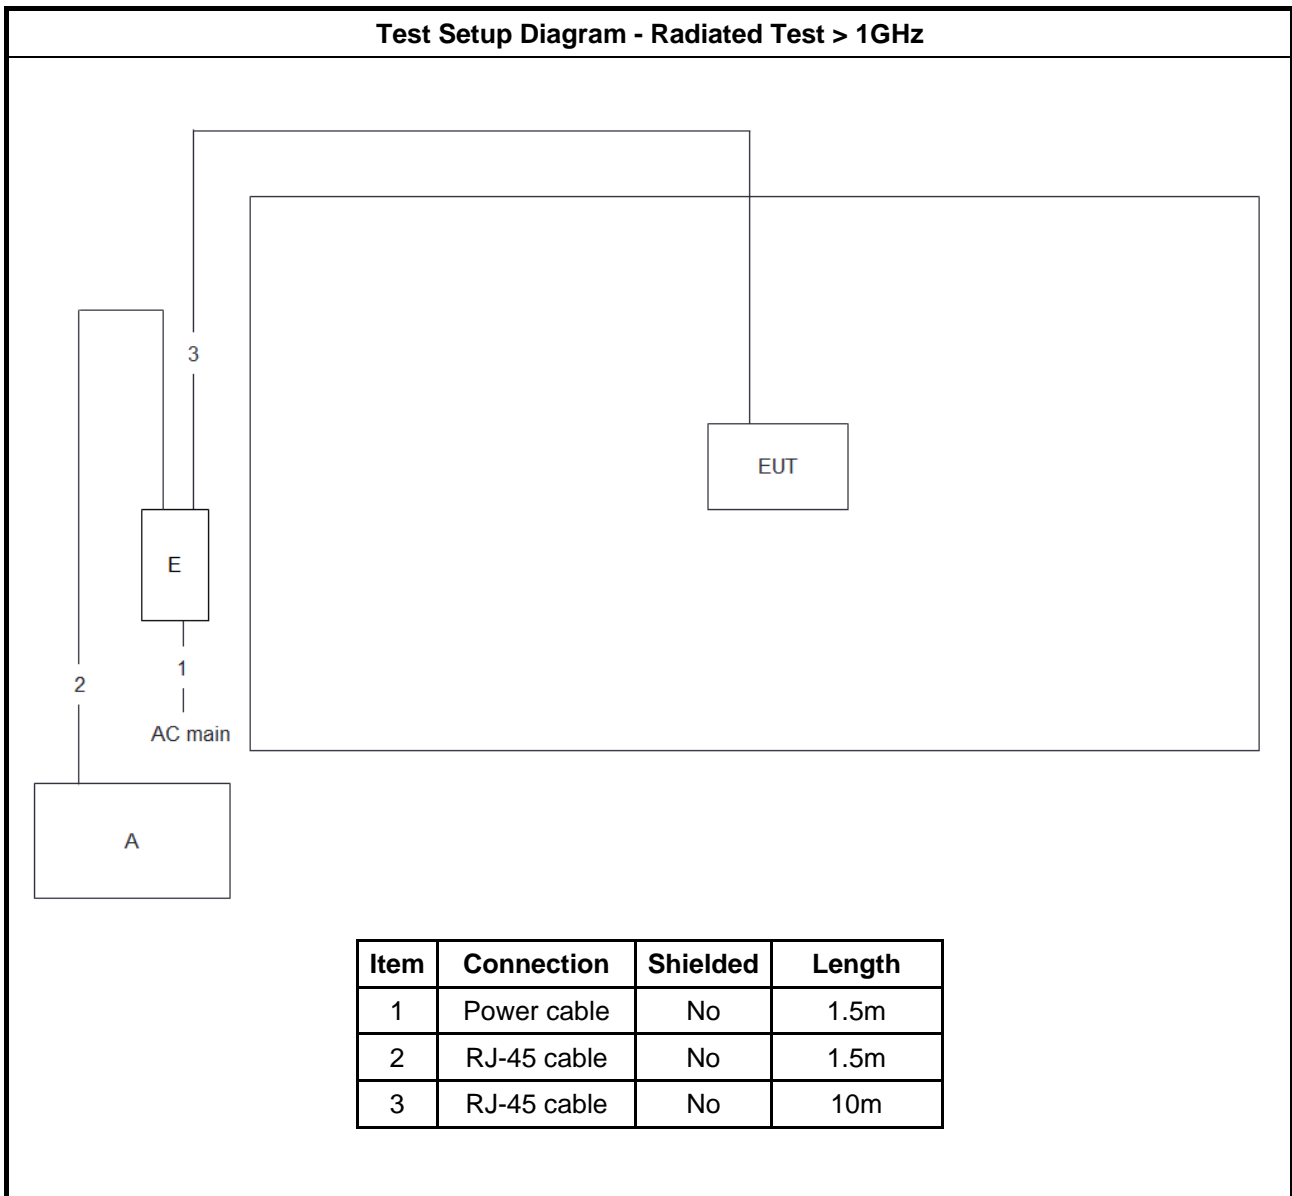 Test Setup Diagram - Radiated Test > 1GHz
3
EUT
E
1
2
AC main
A
Item Connection Shielded Length
1 Power cable No 1.5m
2 RJ-45 cable No 1.5m
3 RJ-45 cable No 10m